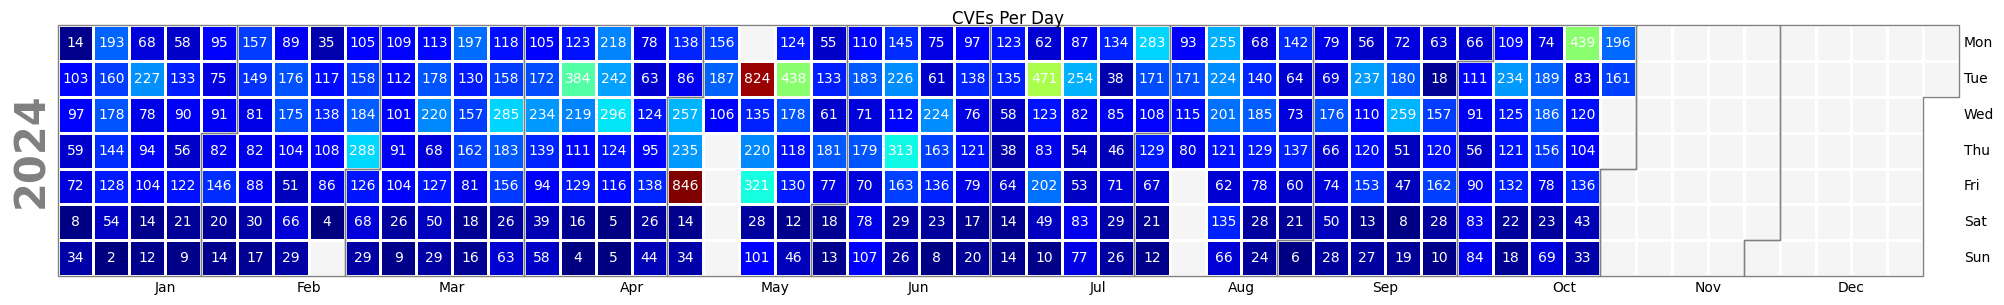 CVEs Per Day
2024
14 193 68 58 95 157 89 35 105 109 113 197 118 105 123 218 78 138 156 124 55 110 145 75 97 123 62 87 134 283 93 255 68 142 79 56 72 63 66 109 74 439 196 Mon
103 160 227 133 75 149 176 117 158 112 178 130 158 172 384 242 63 86 187 824 438 133 183 226 61 138 135 471 254 38 171 171 224 140 64 69 237 180 18 111 234 189 83 161 Tue
97 178 78 90 91 81 175 138 184 101 220 157 285 234 219 296 124 257 106 135 178 61 71 112 224 76 58 123 82 85 108 115 201 185 73 176 110 259 157 91 125 186 120 Wed
59 144 94 56 82 82 104 108 288 91 68 162 183 139 111 124 95 235 220 118 181 179 313 163 121 38 83 54 46 129 80 121 129 137 66 120 51 120 56 121 156 104 Thu
72 128 104 122 146 88 51 86 126 104 127 81 156 94 129 116 138 846 321 130 77 70 163 136 79 64 202 53 71 67 62 78 60 74 153 47 162 90 132 78 136 Fri
8 54 14 21 20 30 66 4 68 26 50 18 26 39 16 5 26 14 28 12 18 78 29 23 17 14 49 83 29 21 135 28 21 50 13 8 28 83 22 23 43 Sat
34 2 12 9 14 17 29 29 9 29 16 63 58 4 5 44 34 101 46 13 107 26 8 20 14 10 77 26 12 66 24 6 28 27 19 10 84 18 69 33 Sun
Jan Feb Mar Apr May Jun Jul Aug Sep Oct Nov Dec